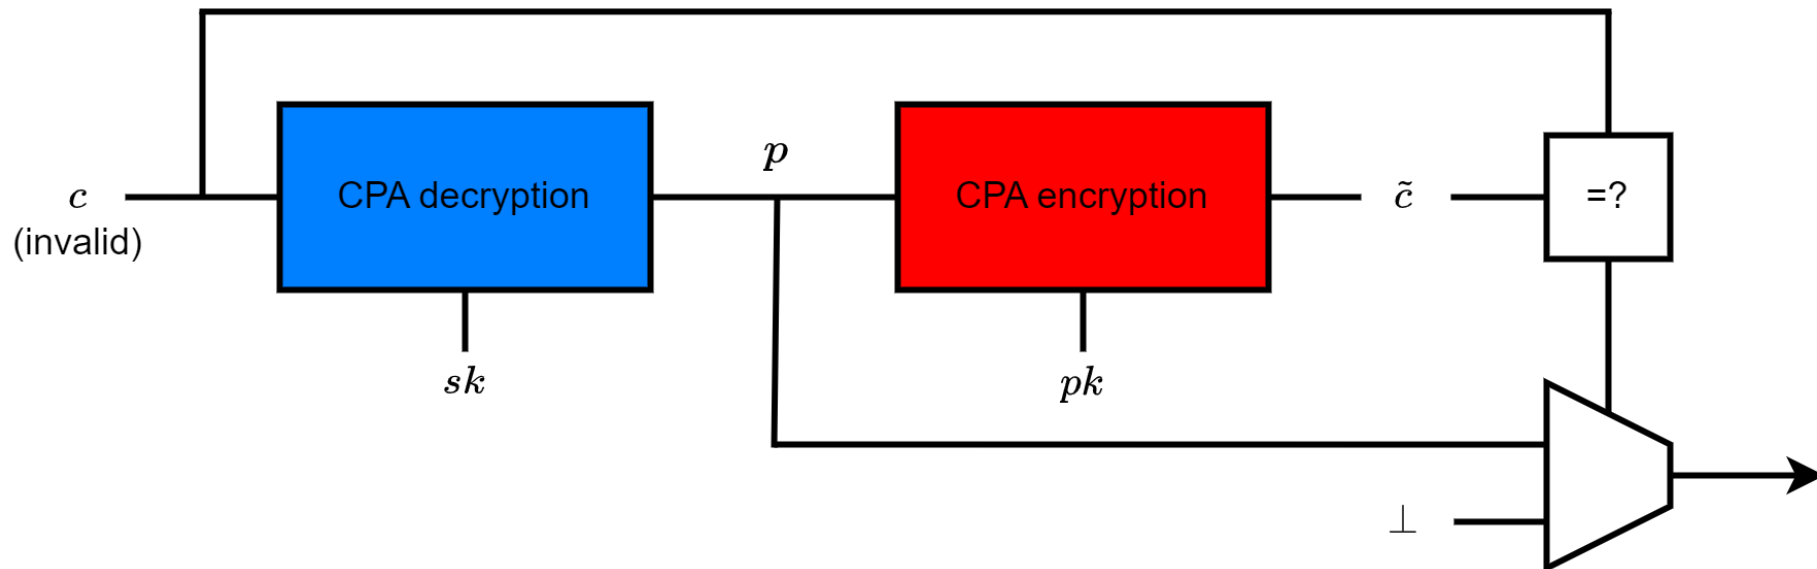 c
(invalid)
CPA decryption
sk
p
CPA encryption
pk
c̃
=?
⊥